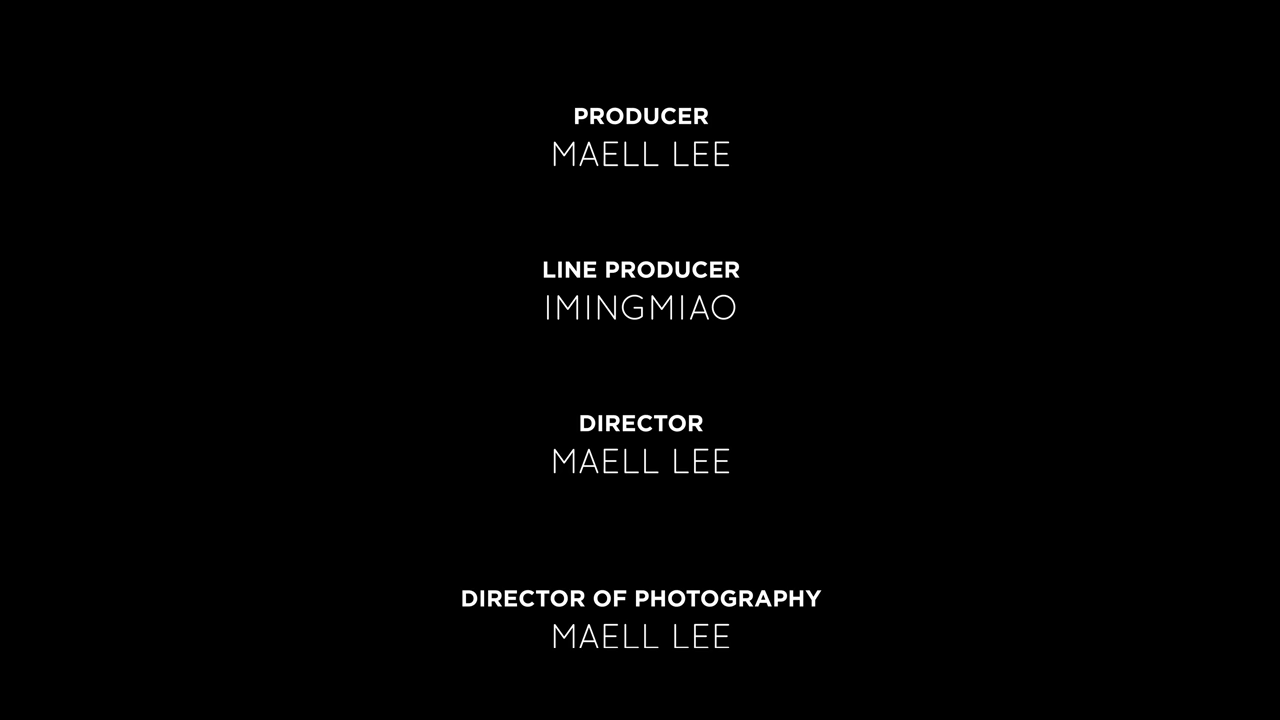 PRODUCER
MAELL LEE
LINE PRODUCER
IMINGMIAO
DIRECTOR
MAELL LEE
DIRECTOR OF PHOTOGRAPHY
MAELL LEE